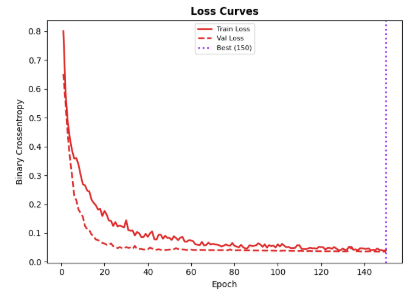 Loss Curves
Train Loss
Val Loss
Best (150)
0.8
0.7
0.6
0.5
0.4
0.3
0.2
0.1
0.0
Binary Crossentropy
0 20 40 60 80 100 120 140
Epoch